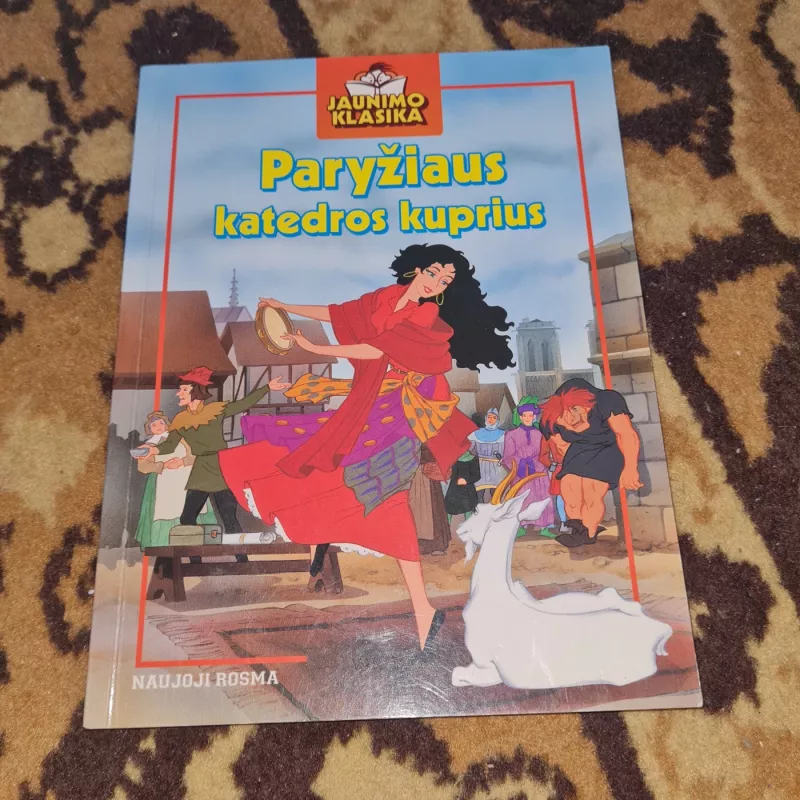 JAUNIMO
KLASIKA
Paryžiaus
katedros kuprius
NAUJOJI ROSMA